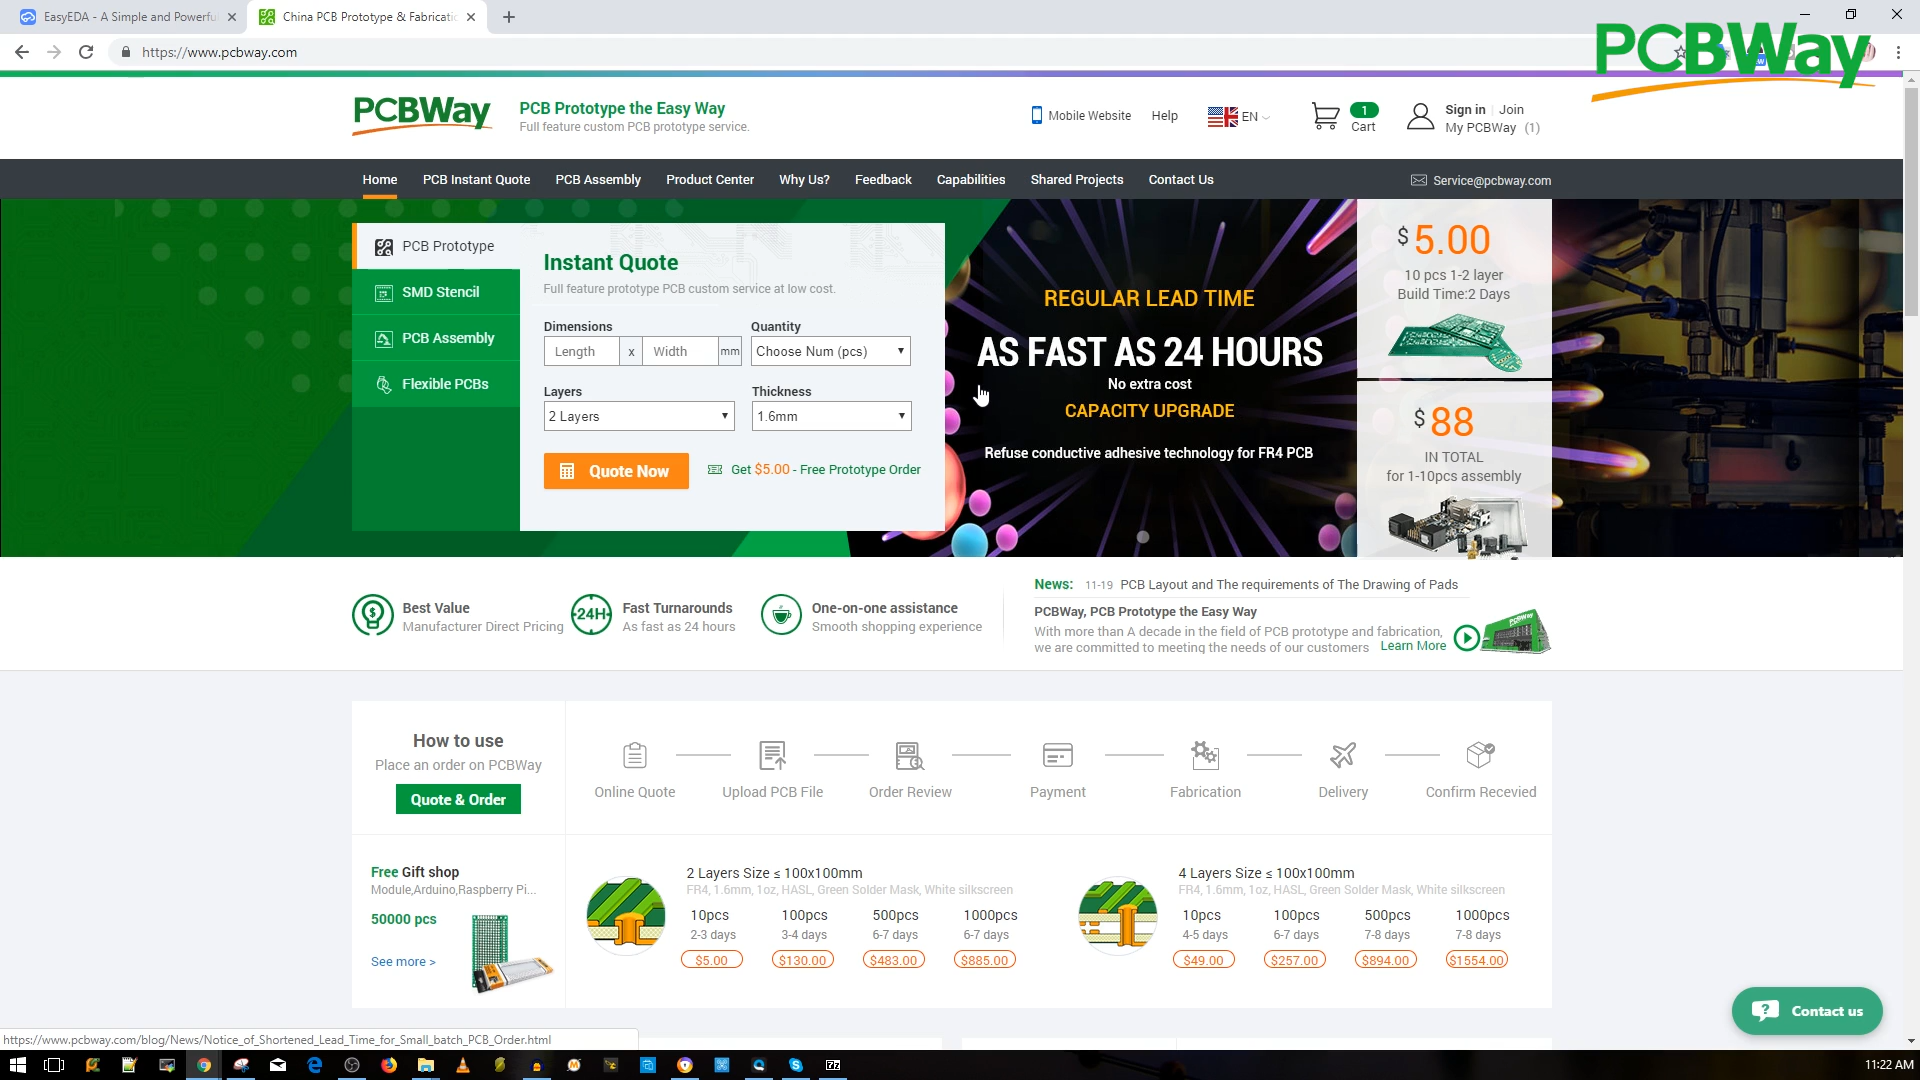 EasyEDA - A Simple and Powerful
China PCB Prototype & Fabricatic
https://www.pcbway.com
PCBWay
PCBWay
PCB Prototype the Easy Way
Full feature custom PCB prototype service.
Mobile Website
Help
EN
1
Cart
Sign in | Join
My PCBWay (1)
Home
PCB Instant Quote
PCB Assembly
Product Center
Why Us?
Feedback
Capabilities
Shared Projects
Contact Us
Service@pcbway.com
PCB Prototype
SMD Stencil
PCB Assembly
Flexible PCBs
Instant Quote
Full feature prototype PCB custom service at low cost.
Dimensions
Quantity
Length x Width mm
Choose Num (pcs)
Layers
Thickness
2 Layers
1.6mm
Quote Now
Get $5.00 - Free Prototype Order
REGULAR LEAD TIME
AS FAST AS 24 HOURS
No extra cost
CAPACITY UPGRADE
Refuse conductive adhesive technology for FR4 PCB
$5.00
10 pcs 1-2 layer
Build Time:2 Days
$88
IN TOTAL
for 1-10pcs assembly
Best Value
Manufacturer Direct Pricing
24H
Fast Turnarounds
As fast as 24 hours
One-on-one assistance
Smooth shopping experience
News: 11-19 PCB Layout and The requirements of The Drawing of Pads
PCBWay, PCB Prototype the Easy Way
With more than A decade in the field of PCB prototype and fabrication,
we are committed to meeting the needs of our customers Learn More
How to use
Place an order on PCBWay
Quote & Order
Online Quote
Upload PCB File
Order Review
Payment
Fabrication
Delivery
Confirm Recevied
Free Gift shop
Module,Arduino,Raspberry Pi...
50000 pcs
See more >
2 Layers Size ≤ 100x100mm
FR4, 1.6mm, 1oz, HASL, Green Solder Mask, White silkscreen
10pcs 100pcs 500pcs 1000pcs
2-3 days 3-4 days 6-7 days 6-7 days
$5.00 $130.00 $483.00 $885.00
4 Layers Size ≤ 100x100mm
FR4, 1.6mm, 1oz, HASL, Green Solder Mask, White silkscreen
10pcs 100pcs 500pcs 1000pcs
4-5 days 6-7 days 7-8 days 7-8 days
$49.00 $257.00 $894.00 $1554.00
Contact us
https://www.pcbway.com/blog/News/Notice_of_Shortened_Lead_Time_for_Small_batch_PCB_Order.html
11:22 AM